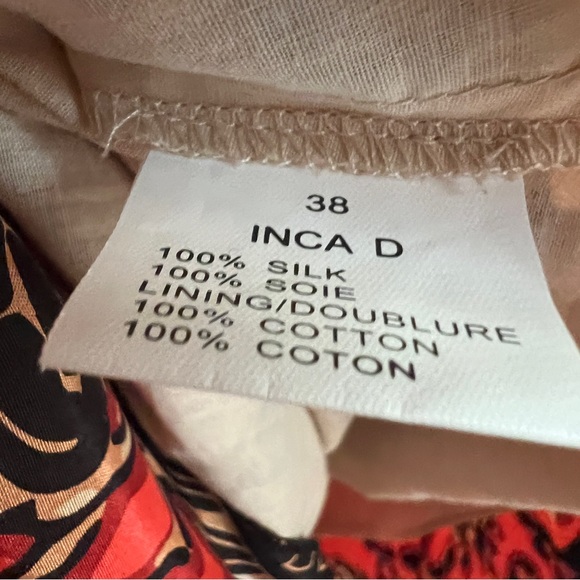 38
INCA D
100% SILK
100% SOIE
LINING/DOUBLURE
100% COTTON
100% COTON